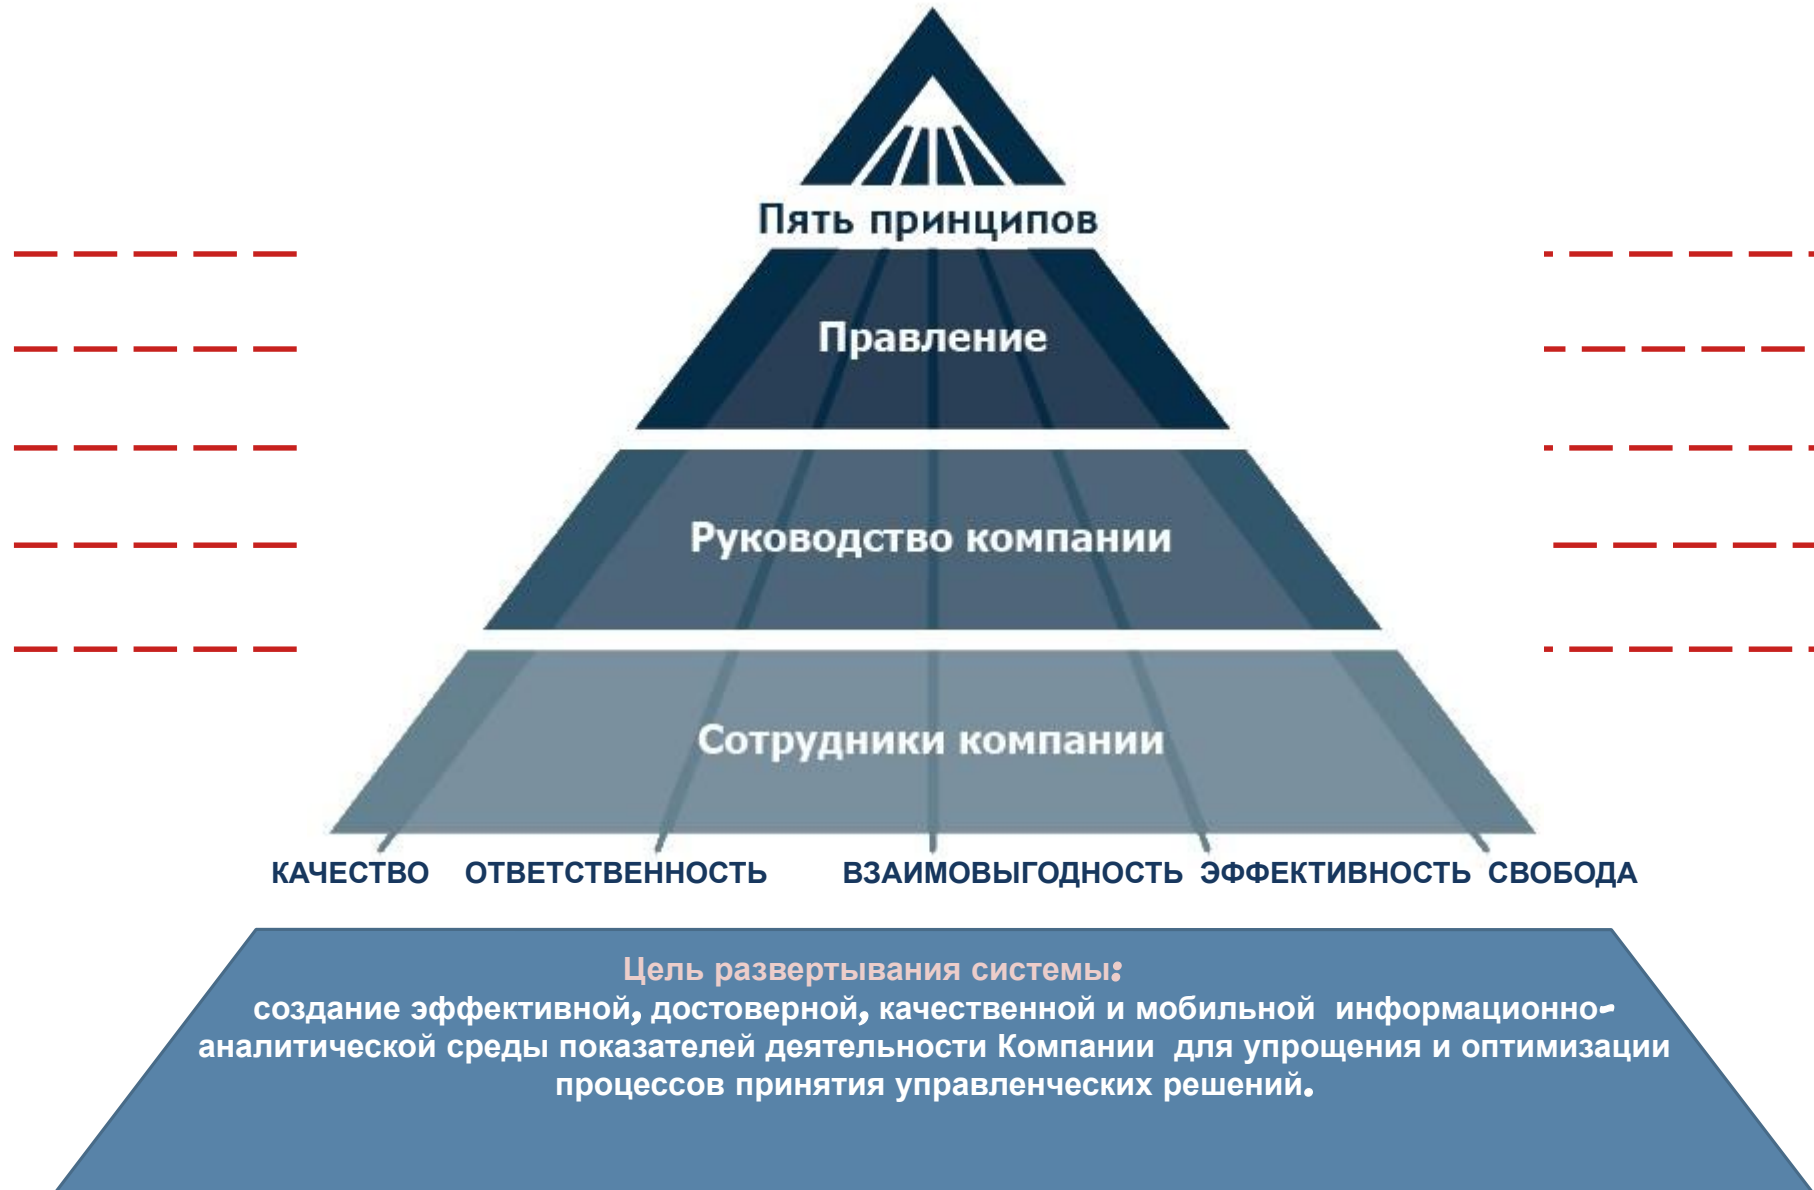 Пять принципов
Правление
Руководство компании
Сотрудники компании
КАЧЕСТВО ОТВЕТСТВЕННОСТЬ ВЗАИМОВЫГОДНОСТЬ ЭФФЕКТИВНОСТЬ СВОБОДА
Цель развертывания системы:
создание эффективной, достоверной, качественной и мобильной информационно-
аналитической среды показателей деятельности Компании для упрощения и оптимизации
процессов принятия управленческих решений.